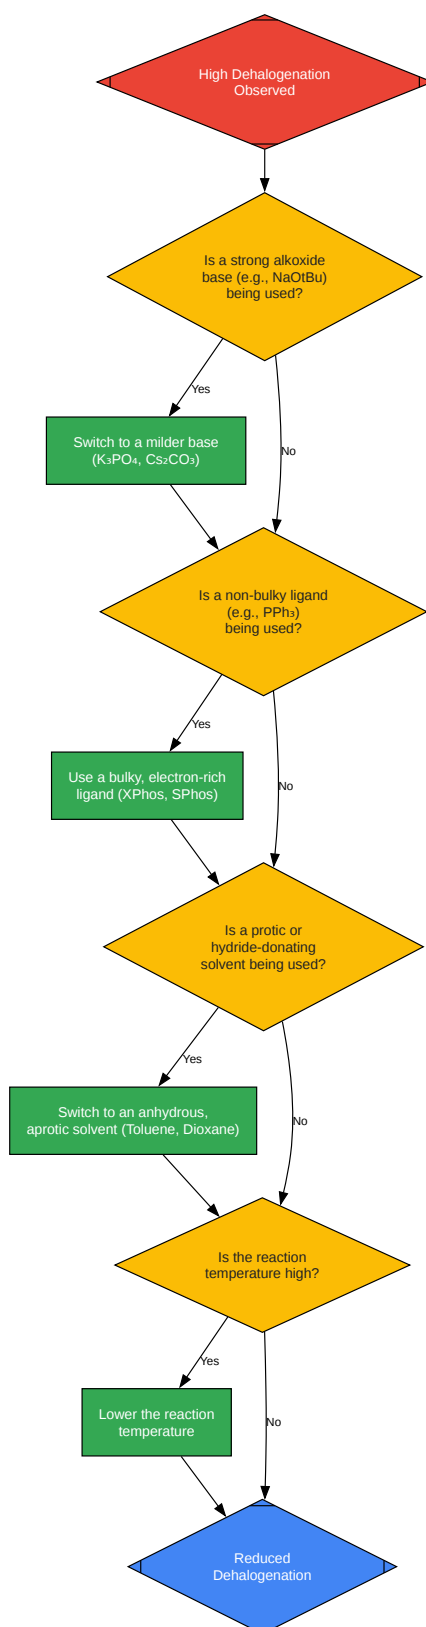 High Dehalogenation
Observed
Is a strong alkoxide
base (e.g., NaOtBu)
being used?
Yes
No
Switch to a milder base
(K₃PO₄, Cs₂CO₃)
Is a non-bulky ligand
(e.g., PPh₃)
being used?
Yes
No
Use a bulky, electron-rich
ligand (XPhos, SPhos)
Is a protic or
hydride-donating
solvent being used?
Yes
No
Switch to an anhydrous,
aprotic solvent (Toluene, Dioxane)
Is the reaction
temperature high?
Yes
No
Lower the reaction
temperature
Reduced
Dehalogenation